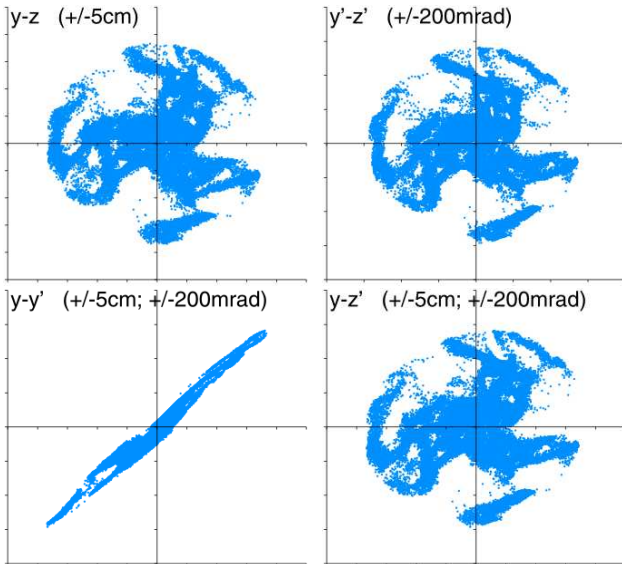 y-z (+/-5cm)
y'-z' (+/-200mrad)
y-y' (+/-5cm; +/-200mrad)
y-z' (+/-5cm; +/-200mrad)